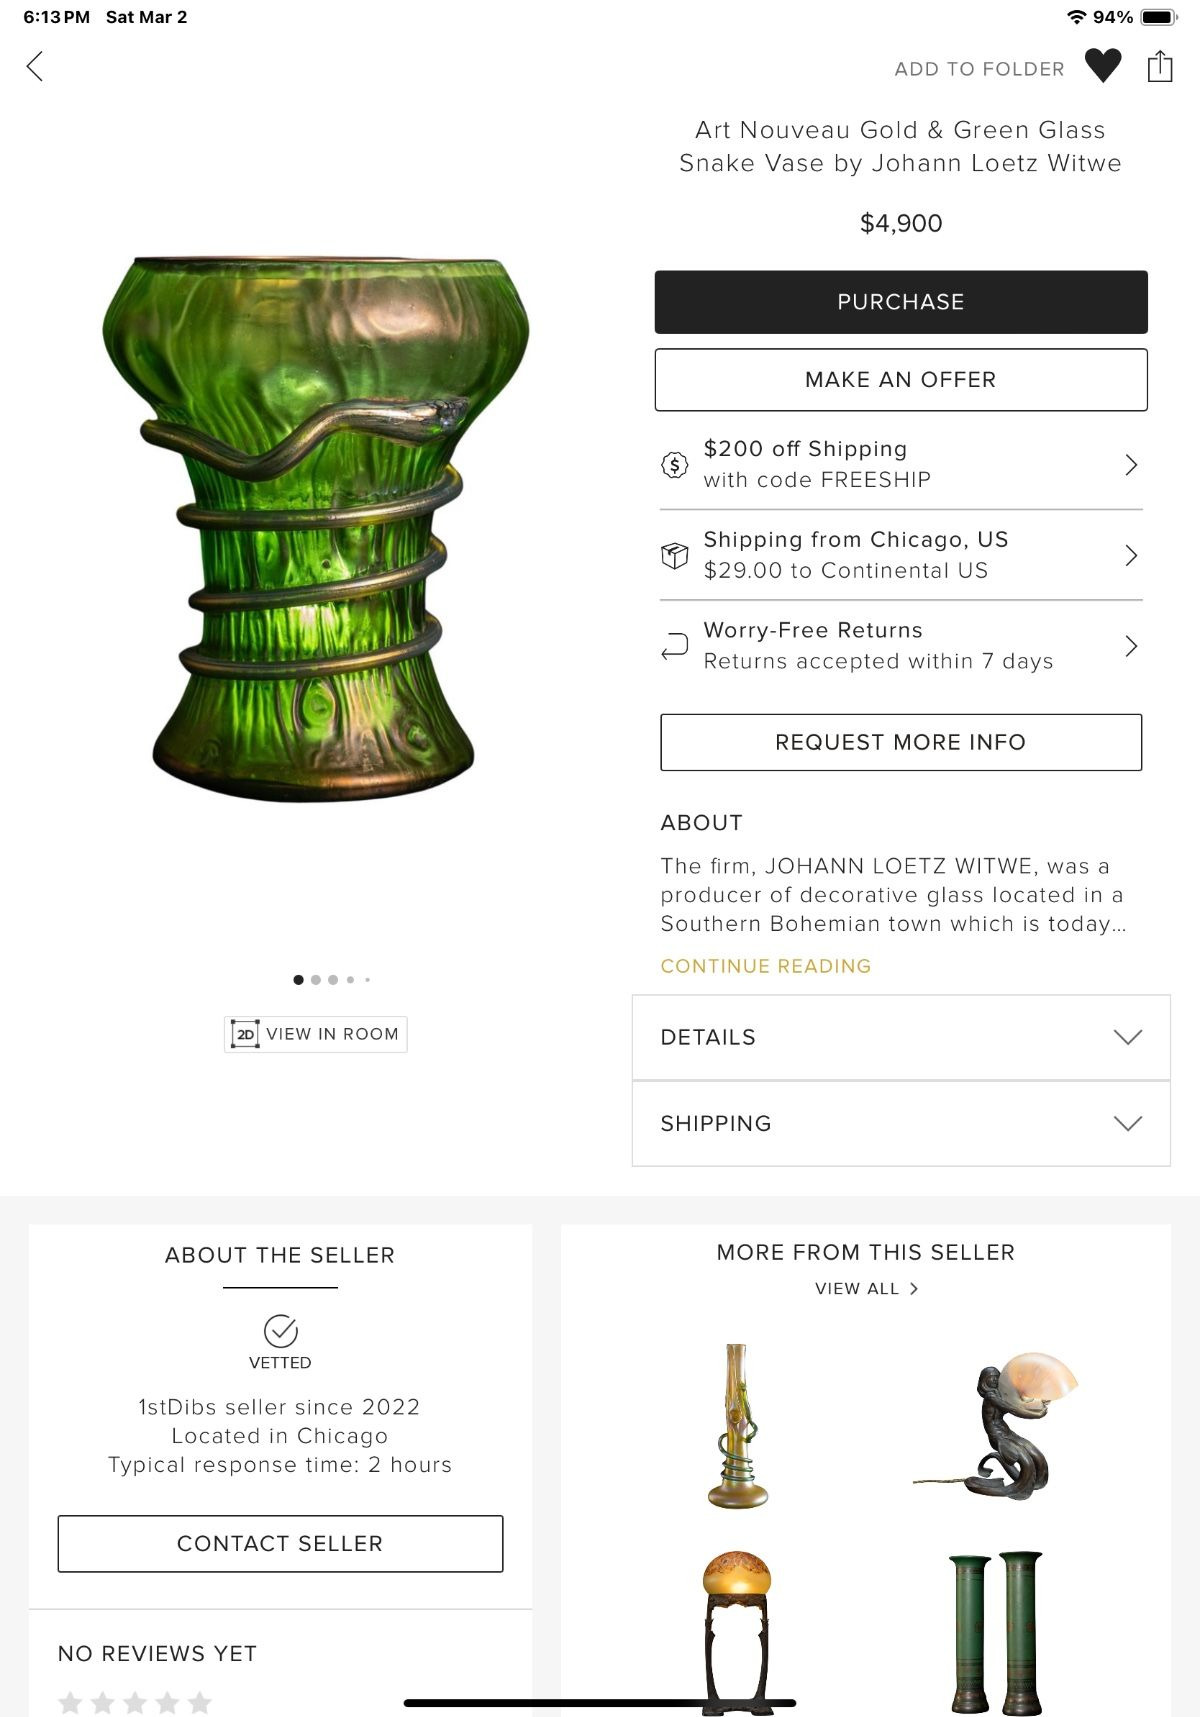 6:13 PM Sat Mar 2
94%
ADD TO FOLDER
Art Nouveau Gold & Green Glass
Snake Vase by Johann Loetz Witwe
$4,900
PURCHASE
MAKE AN OFFER
$200 off Shipping
with code FREESHIP
Shipping from Chicago, US
$29.00 to Continental US
Worry-Free Returns
Returns accepted within 7 days
REQUEST MORE INFO
ABOUT
The firm, JOHANN LOETZ WITWE, was a
producer of decorative glass located in a
Southern Bohemian town which is today...
CONTINUE READING
2D VIEW IN ROOM
DETAILS
SHIPPING
ABOUT THE SELLER
VETTED
1stDibs seller since 2022
Located in Chicago
Typical response time: 2 hours
CONTACT SELLER
NO REVIEWS YET
MORE FROM THIS SELLER
VIEW ALL >